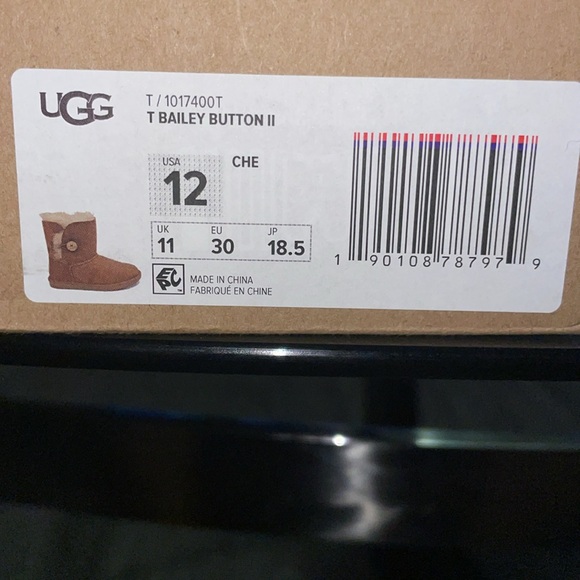 UGG
T / 1017400T
T BAILEY BUTTON II
USA
12
CHE
UK EU JP
11 30 18.5
MADE IN CHINA
FABRIQUÉ EN CHINE
1 90108 78797 9